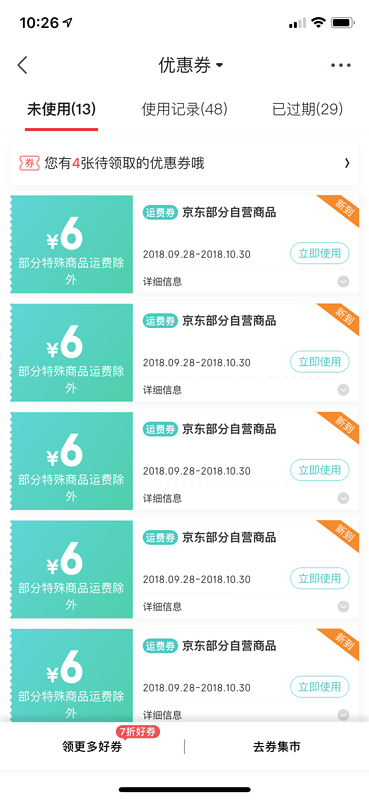 10:26
优惠券
未使用(13) 使用记录(48) 已过期(29)
券 您有4张待领取的优惠券哦
¥6
部分特殊商品运费除
外
运费券 京东部分自营商品
新到
2018.09.28-2018.10.30
立即使用
详细信息
¥6
部分特殊商品运费除
外
运费券 京东部分自营商品
新到
2018.09.28-2018.10.30
立即使用
详细信息
¥6
部分特殊商品运费除
外
运费券 京东部分自营商品
新到
2018.09.28-2018.10.30
立即使用
详细信息
¥6
部分特殊商品运费除
外
运费券 京东部分自营商品
新到
2018.09.28-2018.10.30
立即使用
详细信息
¥6
部分特殊商品运费除
外
运费券 京东部分自营商品
新到
2018.09.28-2018.10.30
立即使用
详细信息
7折好券
领更多好券
去券集市